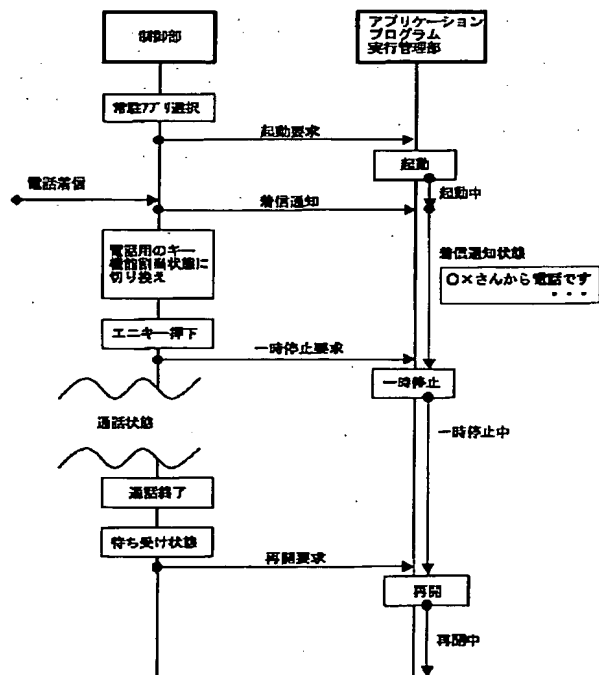 制御部
アプリケーション
プログラム
実行管理部
常駐アプリ選択
起動要求
起動
電話着信
起動中
着信通知
電話用のキー
機能割当状態に
切り換え
着信通知状態
○×さんから電話です
・・・
エニキー押下
一時停止要求
一時停止
通話状態
一時停止中
通話終了
待ち受け状態
再開要求
再開
再開中